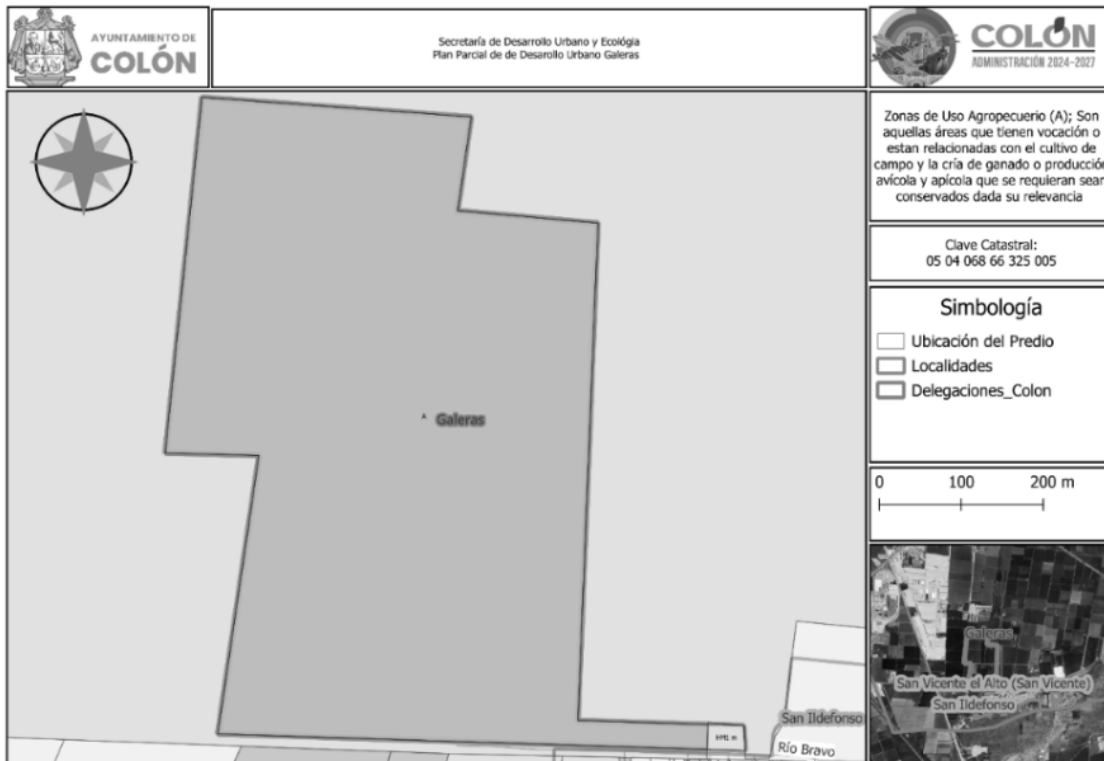 AYUNTAMIENTO DE
COLÓN
Secretaría de Desarrollo Urbano y Ecológia
Plan Parcial de de Desarollo Urbano Galeras
COLÓN
ADMINISTRACIÓN 2024-2027
Zonas de Uso Agropecuerio (A); Son
aquellas áreas que tienen vocación o
estan relacionadas con el cultivo de
campo y la cría de ganado o producción
avícola y apícola que se requieran sean
conservados dada su relevancia
Clave Catastral:
05 04 068 66 325 005
Simbología
Ubicación del Predio
Localidades
Delegaciones_Colon
0 100 200 m
A Galeras
San Ildefonso
Río Bravo
Galeras
San Vicente el Alto (San Vicente)
San Ildefonso